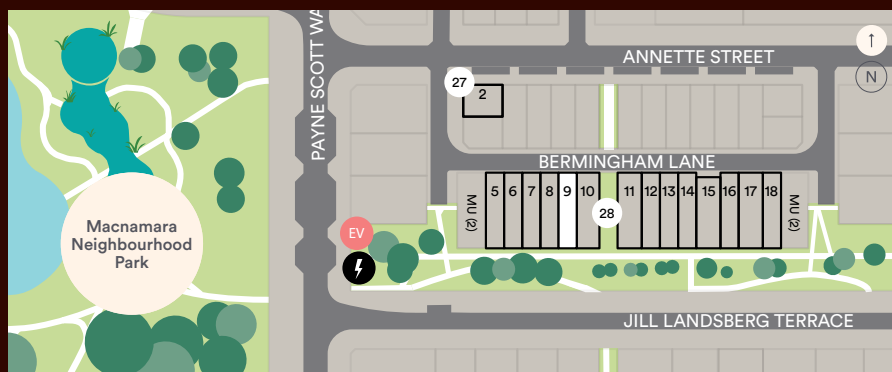 PAYNE SCOTT WA
ANNETTE STREET
↑
N
27
2
BERMINGHAM LANE
MU (2)
5
6
7
8
9
10
28
11
12
13
14
15
16
17
18
MU (2)
Macnamara
Neighbourhood
Park
EV
JILL LANDSBERG TERRACE